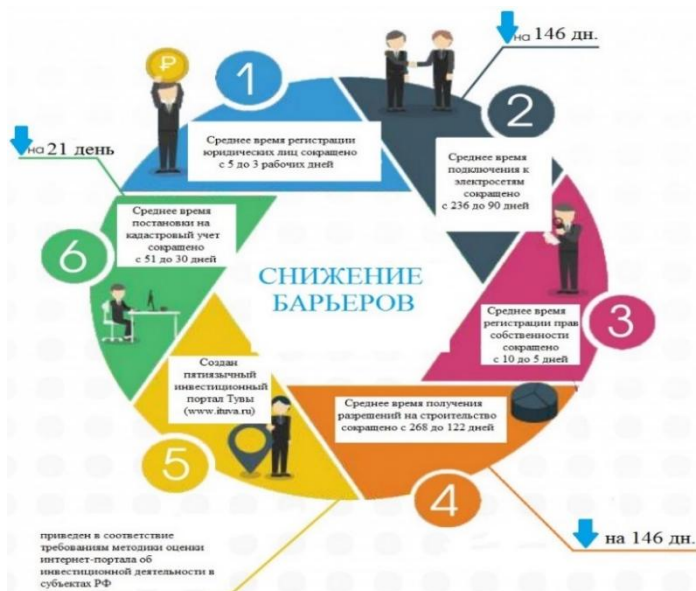 на 146 дн.
1
2
Среднее время регистрации
юридических лиц сокращено
с 5 до 3 рабочих дней
Среднее время
подключения к
электросетям
сокращено
с 236 до 90 дней
на 21 день
Среднее время
постановки на
кадастровый учет
сокращено
с 51 до 30 дней
6
СНИЖЕНИЕ
БАРЬЕРОВ
3
Среднее время
регистрации прав
собственности
сокращено
с 10 до 5 дней
Создан
пятиязычный
инвестиционный
портал Тувы
(www.ituva.ru)
5
Среднее время получения
разрешений на строительство
сокращено с 268 до 122 дней
4
на 146 дн.
приведен в соответствие
требованиям методики оценки
интернет-портала об
инвестиционной деятельности в
субъектах РФ